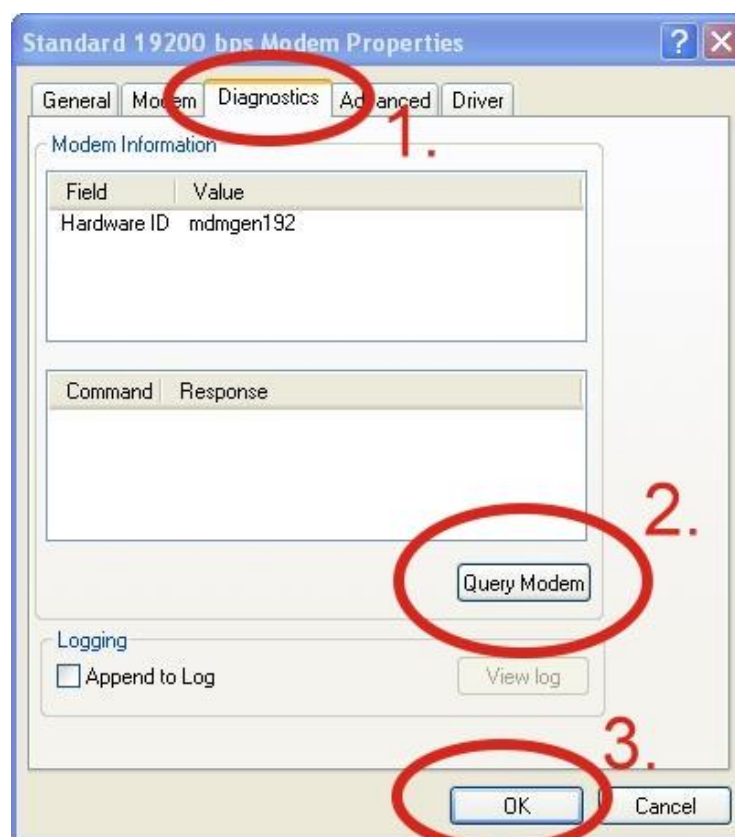 Standard 19200 bps Modem Properties
General Modem Diagnostics Advanced Driver
1.
Modem Information
Field Value
Hardware ID mdmgen192
Command Response
2.
Query Modem
Logging
Append to Log View log
3.
OK Cancel